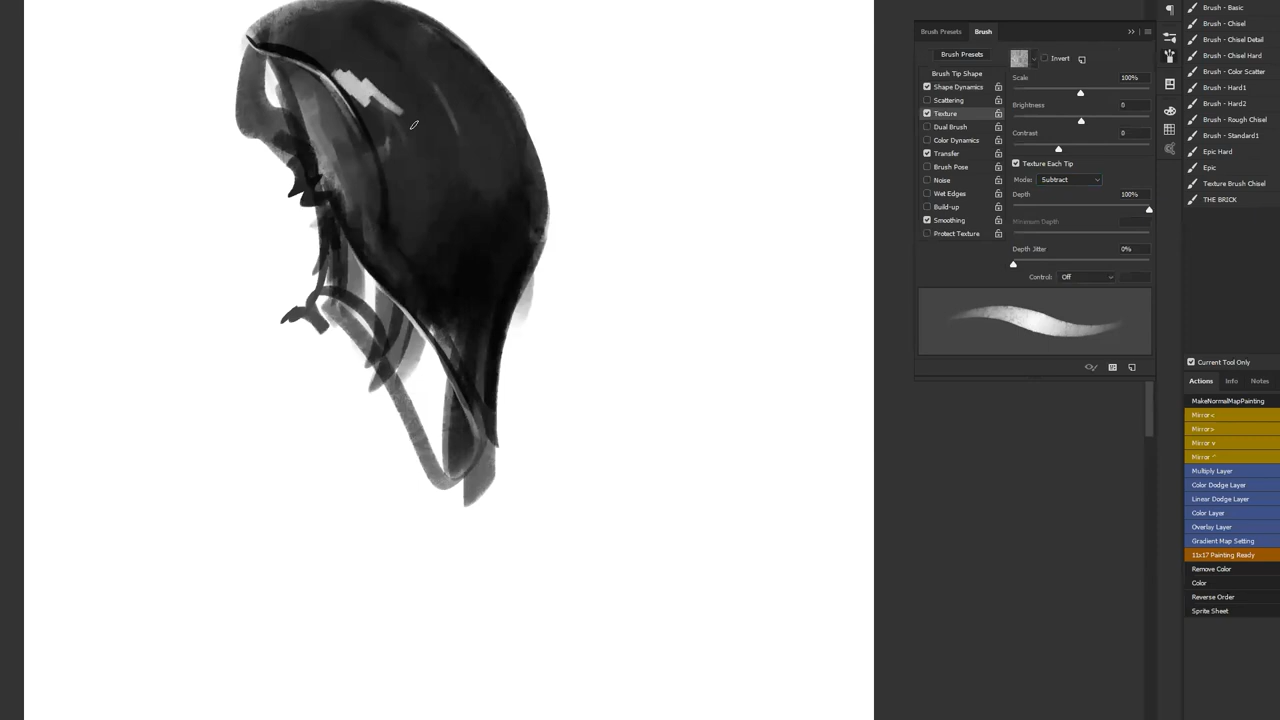 Brush Presets Brush
Brush Presets
Invert
Brush Tip Shape
Scale 100%
Shape Dynamics
Scattering
Brightness 0
Texture
Dual Brush
Contrast 0
Color Dynamics
Transfer
Texture Each Tip
Brush Pose
Mode: Subtract
Noise
Wet Edges
Depth 100%
Build-up
Smoothing
Minimum Depth
Protect Texture
Depth Jitter 0%
Control: Off
Brush - Basic
Brush - Chisel
Brush - Chisel Detail
Brush - Chisel Hard
Brush - Color Scatter
Brush - Hard1
Brush - Hard2
Brush - Rough Chisel
Brush - Standard1
Epic Hard
Epic
Texture Brush Chisel
THE BRICK
Current Tool Only
Actions Info Notes
MakeNormalMapPainting
Mirror <
Mirror >
Mirror v
Mirror ^
Multiply Layer
Color Dodge Layer
Linear Dodge Layer
Color Layer
Overlay Layer
Gradient Map Setting
11x17 Painting Ready
Remove Color
Color
Reverse Order
Sprite Sheet